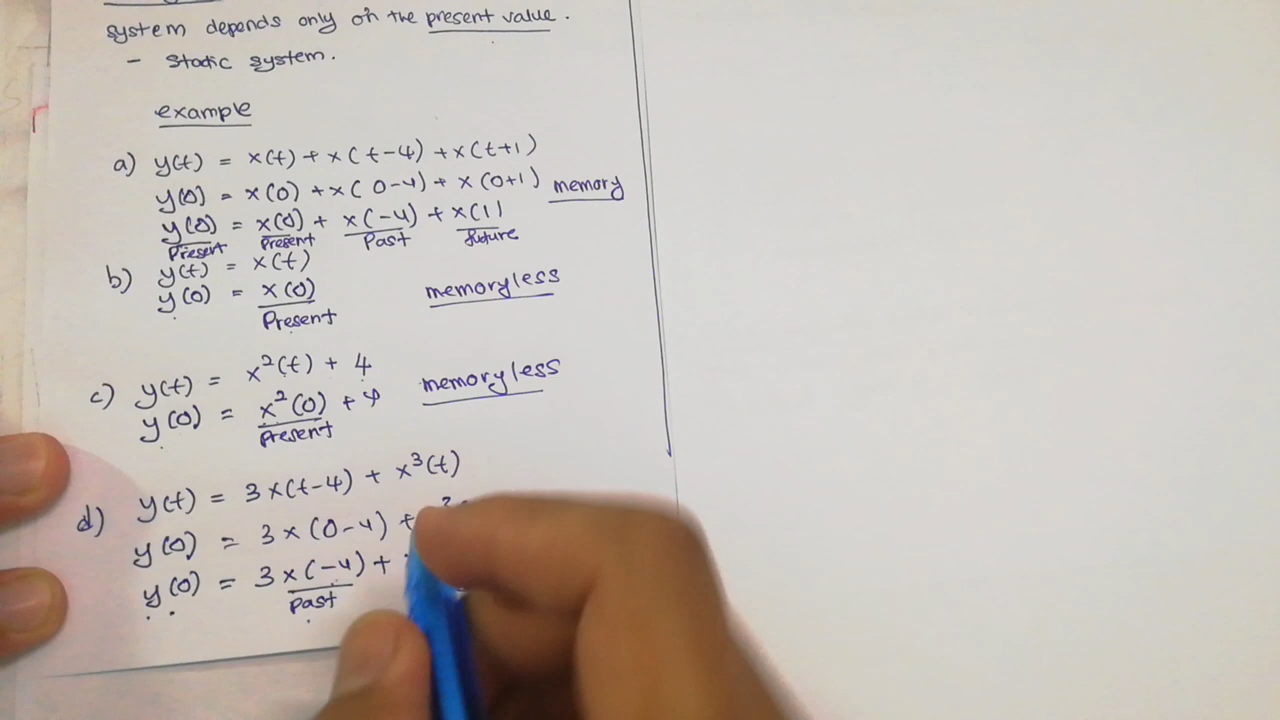 system depends only on the present value.
- Static system.
example
a) y(t) = x(t) + x(t-4) + x(t+1)
y(0) = x(0) + x(0-4) + x(0+1) memory
y(0) = x(0) + x(-4) + x(1)
Present Present Past future
b) y(t) = x(t)
y(0) = x(0) memoryless
Present
c) y(t) = x²(t) + 4 memoryless
y(0) = x²(0) + 4
Present
d) y(t) = 3x(t-4) + x³(t)
y(0) = 3x(0-4) +
y(0) = 3x(-4) +
Past